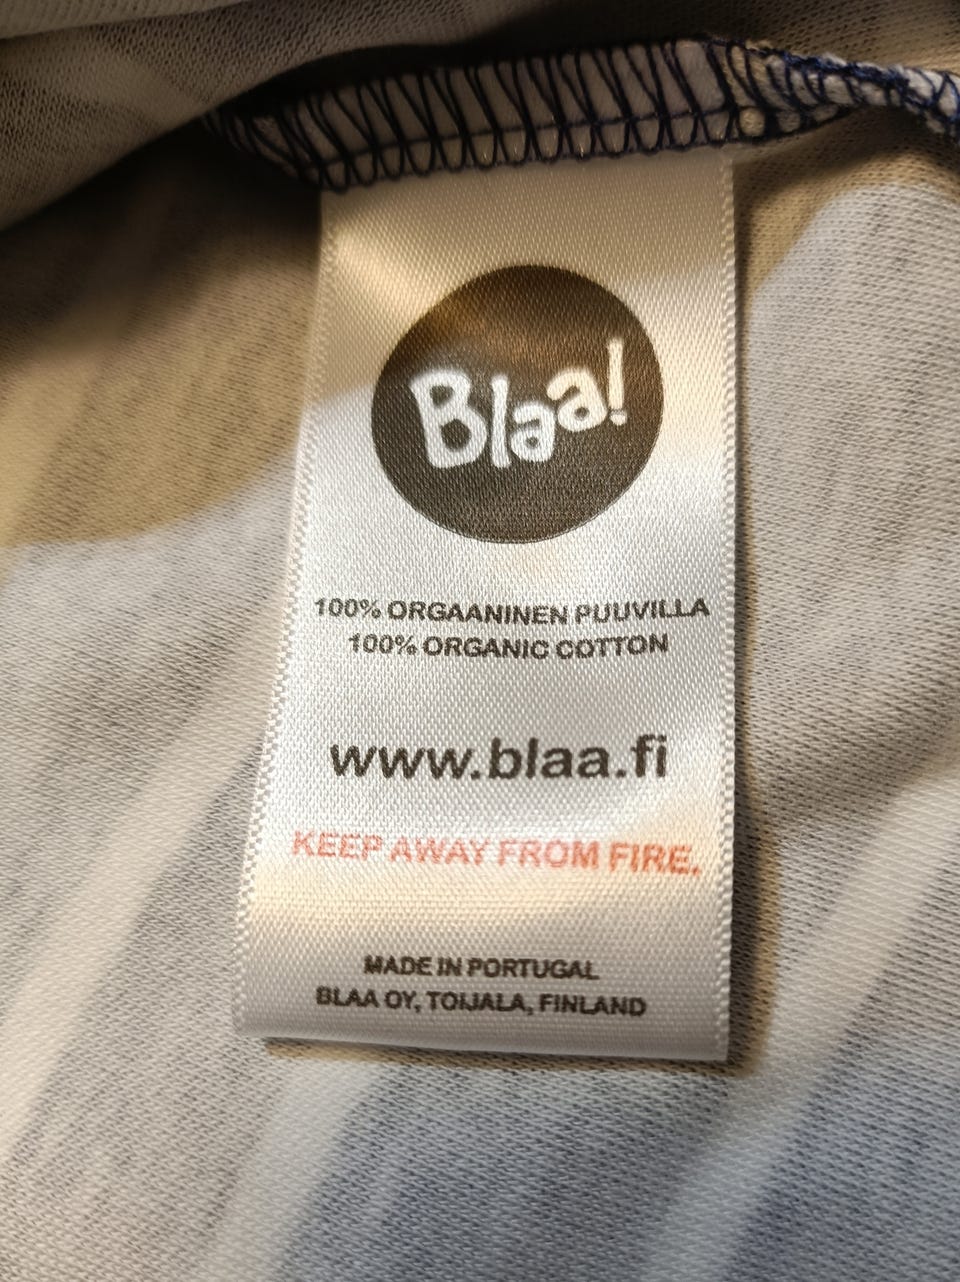 Blaa!
100% ORGAANINEN PUUVILLA
100% ORGANIC COTTON
www.blaa.fi
KEEP AWAY FROM FIRE.
MADE IN PORTUGAL
BLAA OY, TOIJALA, FINLAND